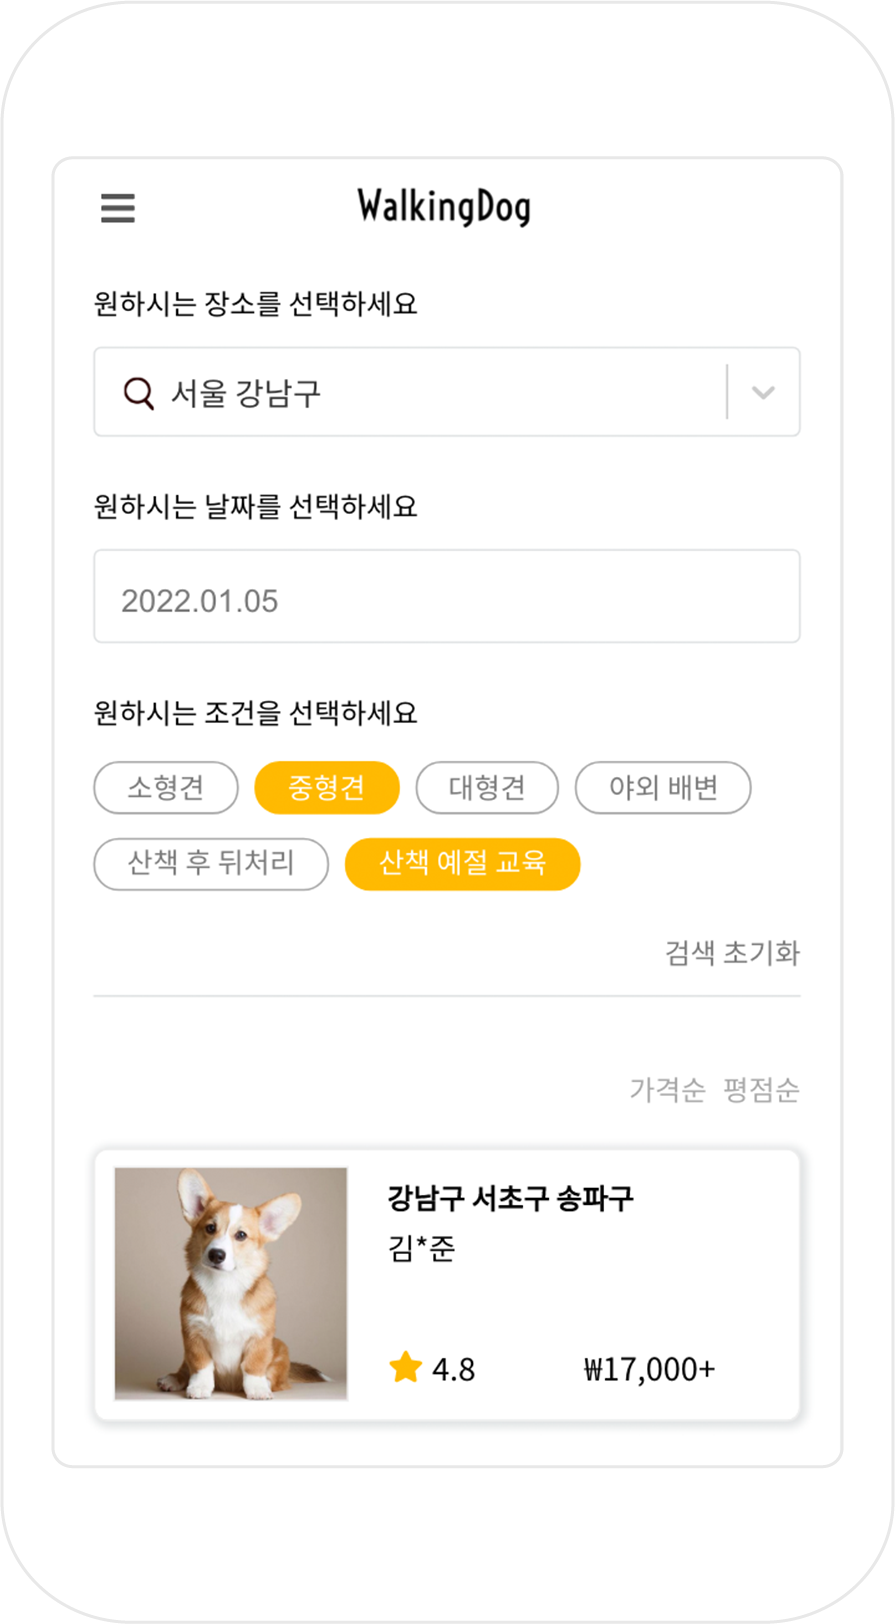 WalkingDog
원하시는 장소를 선택하세요
서울 강남구
원하시는 날짜를 선택하세요
2022.01.05
원하시는 조건을 선택하세요
소형견 중형견 대형견 야외 배변
산책 후 뒤처리 산책 예절 교육
검색 초기화
가격순 평점순
강남구 서초구 송파구
김*준
4.8 ₩17,000+